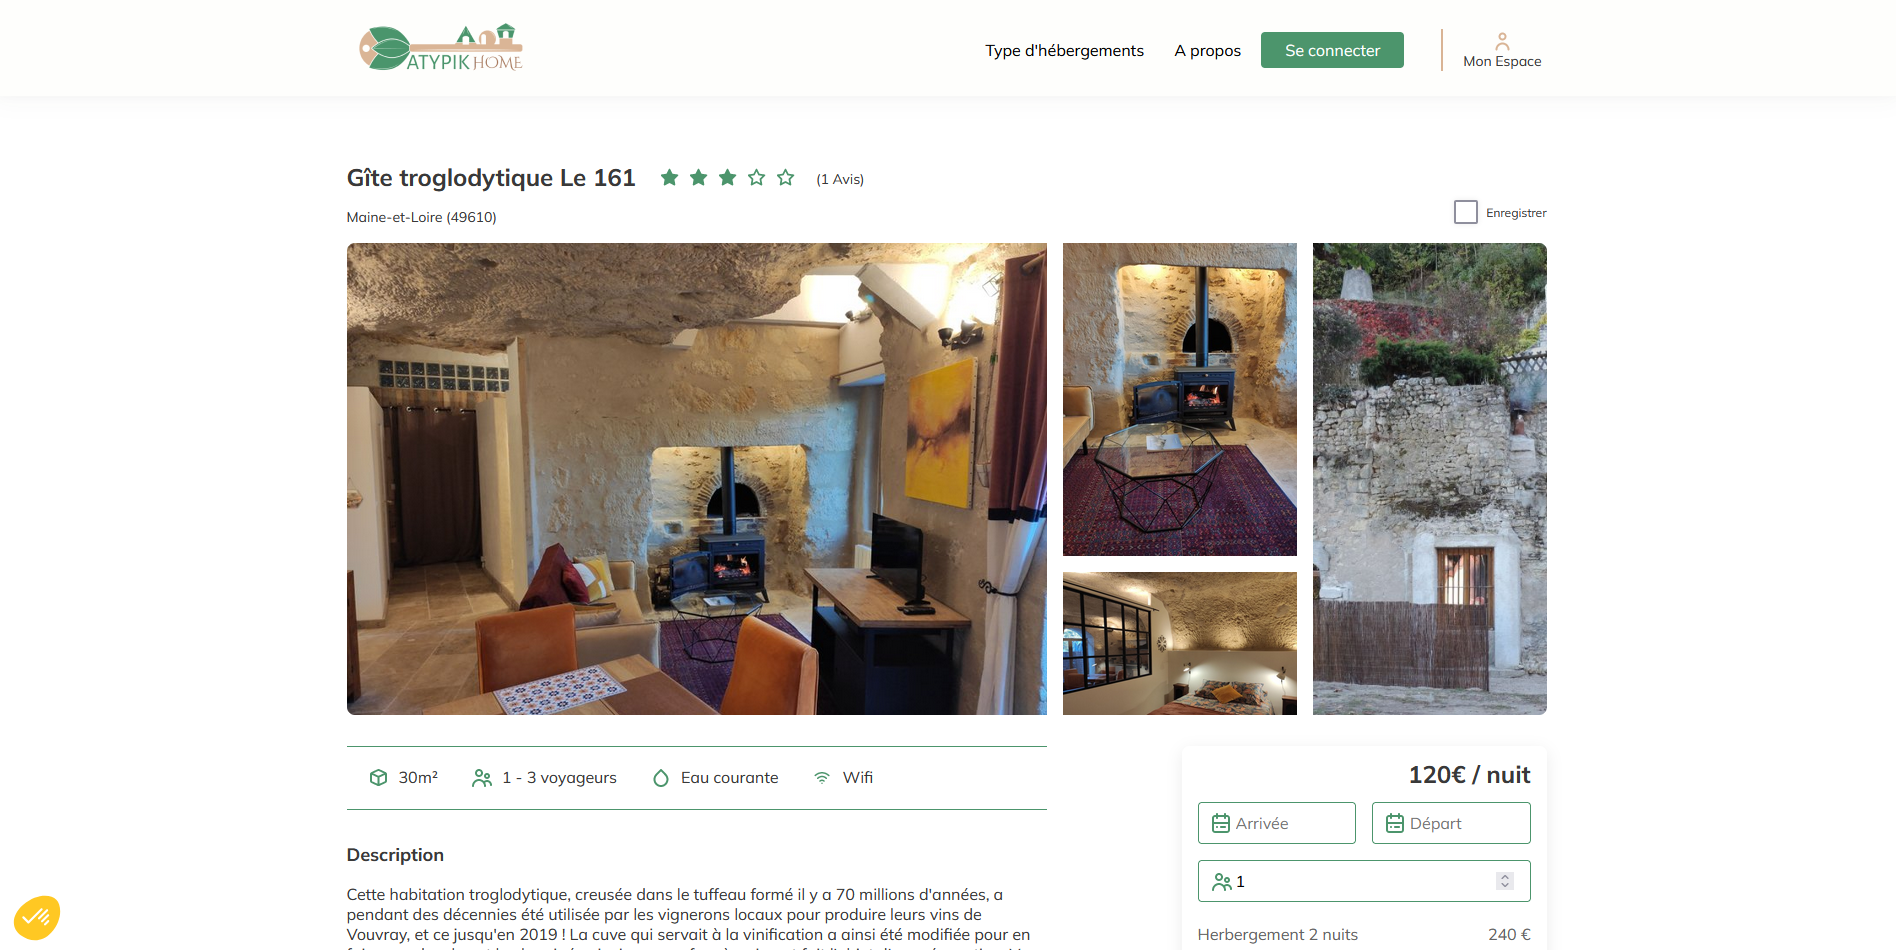 ATYPIK HOME
Type d'hébergements
A propos
Se connecter
Mon Espace
Gîte troglodytique Le 161
(1 Avis)
Maine-et-Loire (49610)
Enregistrer
30m²
1 - 3 voyageurs
Eau courante
Wifi
120€ / nuit
Arrivée
Départ
1
Description
Cette habitation troglodytique, creusée dans le tuffeau formé il y a 70 millions d'années, a
pendant des décennies été utilisée par les vignerons locaux pour produire leurs vins de
Vouvray, et ce jusqu'en 2019 ! La cuve qui servait à la vinification a ainsi été modifiée pour en
Herbergement 2 nuits
240 €